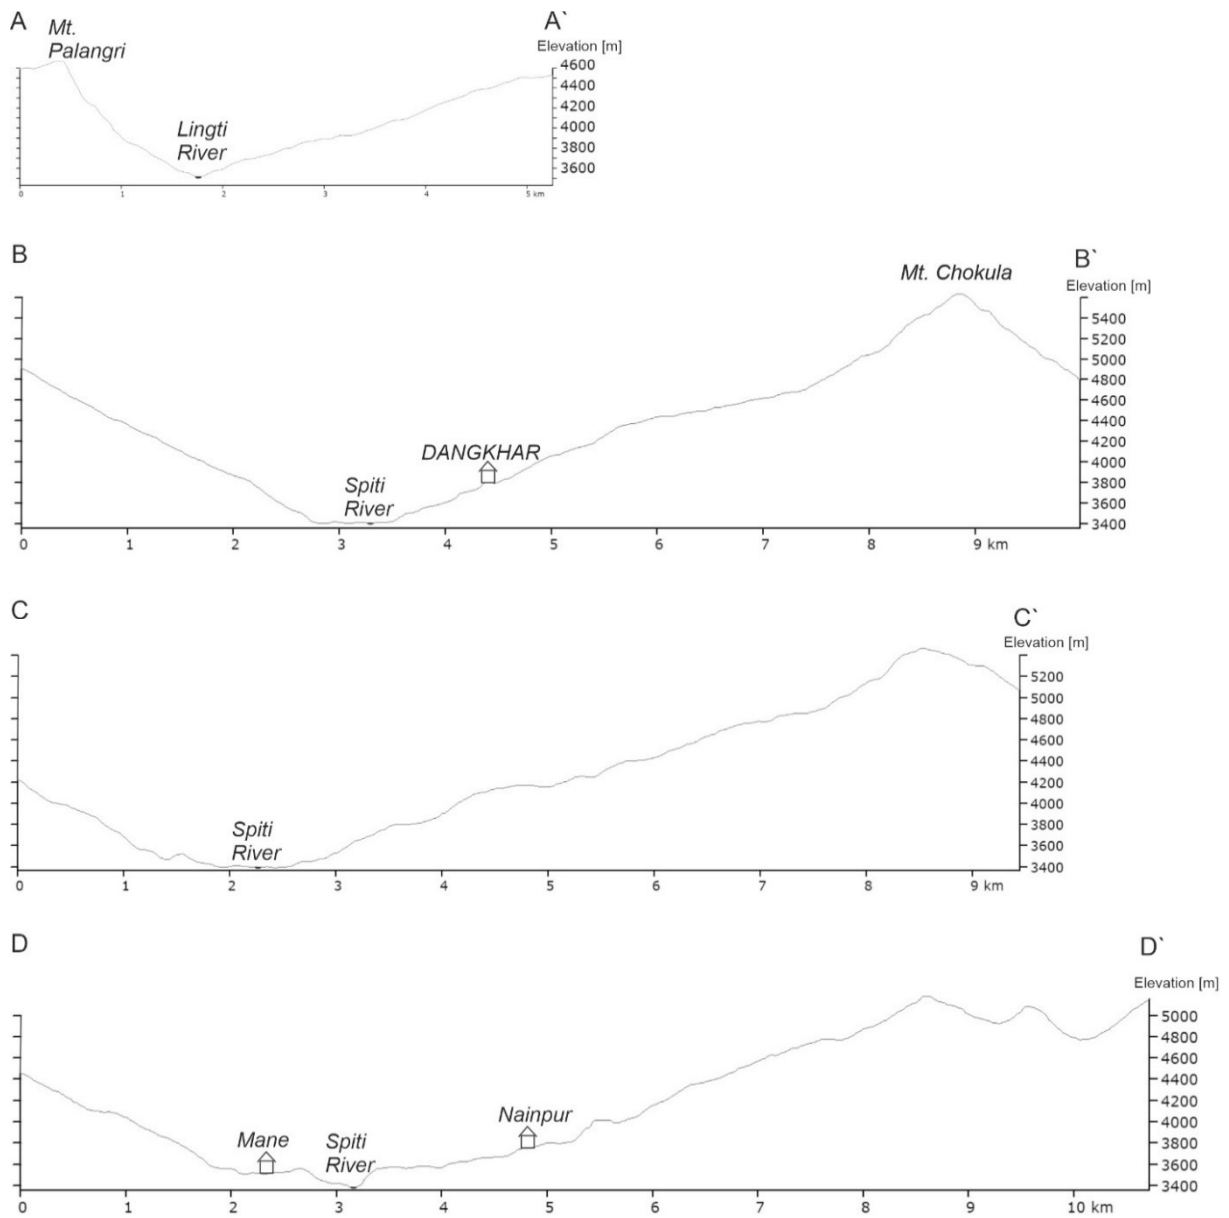 A
Mt.
Palangri
A`
Elevation [m]
4600
4400
4200
4000
3800
3600
Lingti
River
0 1 2 3 4 5 km
B
B`
Mt. Chokula
Elevation [m]
5400
5200
5000
4800
4600
4400
4200
4000
3800
3600
3400
DANGKHAR
Spiti
River
0 1 2 3 4 5 6 7 8 9 km
C
C`
Elevation [m]
5200
5000
4800
4600
4400
4200
4000
3800
3600
3400
Spiti
River
0 1 2 3 4 5 6 7 8 9 km
D
D`
Elevation [m]
5000
4800
4600
4400
4200
4000
3800
3600
3400
Nainpur
Mane
Spiti
River
0 1 2 3 4 5 6 7 8 9 10 km